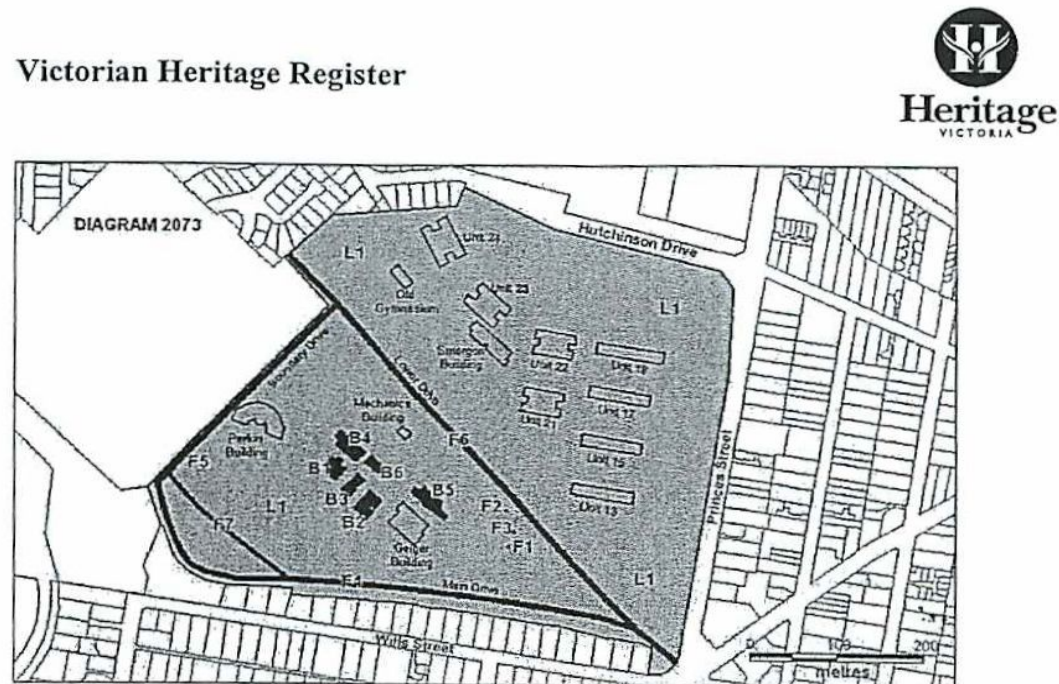 Victorian Heritage Register
H
Heritage
VICTORIA
DIAGRAM 2073
Hutchinson Drive
L1
Unit 24
Old
Gymnasium
Unit 23
L1
Smorgon
Building
Unit 22
Unit 18
Boundary Drive
Lower Drive
Unit 21
Unit 17
Mechanics
Building
Perkin
Building
B4
F6
Unit 15
Princes Street
F5
B1
B6
B3
B5
Unit 13
L1
B2
F2
F7
F3
F1
Geiger
Building
L1
F4
Main Drive
Wills Street
0 100 200
metres